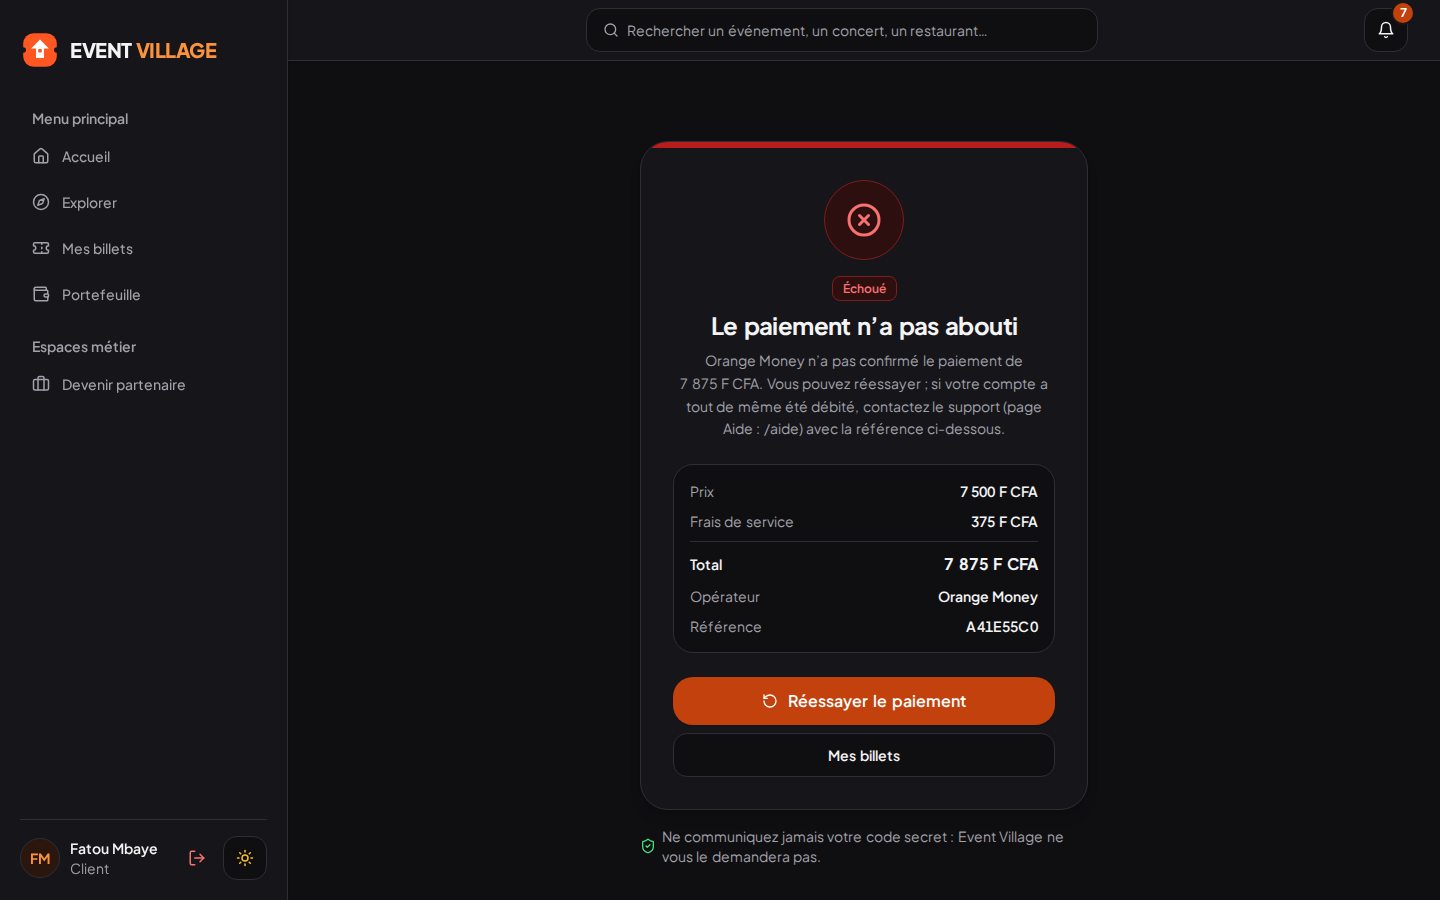 EVENT VILLAGE
Rechercher un événement, un concert, un restaurant…
7
Menu principal
Accueil
Explorer
Mes billets
Portefeuille
Espaces métier
Devenir partenaire
FM
Fatou Mbaye
Client
Échoué
Le paiement n’a pas abouti
Orange Money n’a pas confirmé le paiement de
7 875 F CFA. Vous pouvez réessayer ; si votre compte a
tout de même été débité, contactez le support (page
Aide : /aide) avec la référence ci-dessous.
Prix 7 500 F CFA
Frais de service 375 F CFA
Total 7 875 F CFA
Opérateur Orange Money
Référence A41E55C0
Réessayer le paiement
Mes billets
Ne communiquez jamais votre code secret : Event Village ne
vous le demandera pas.